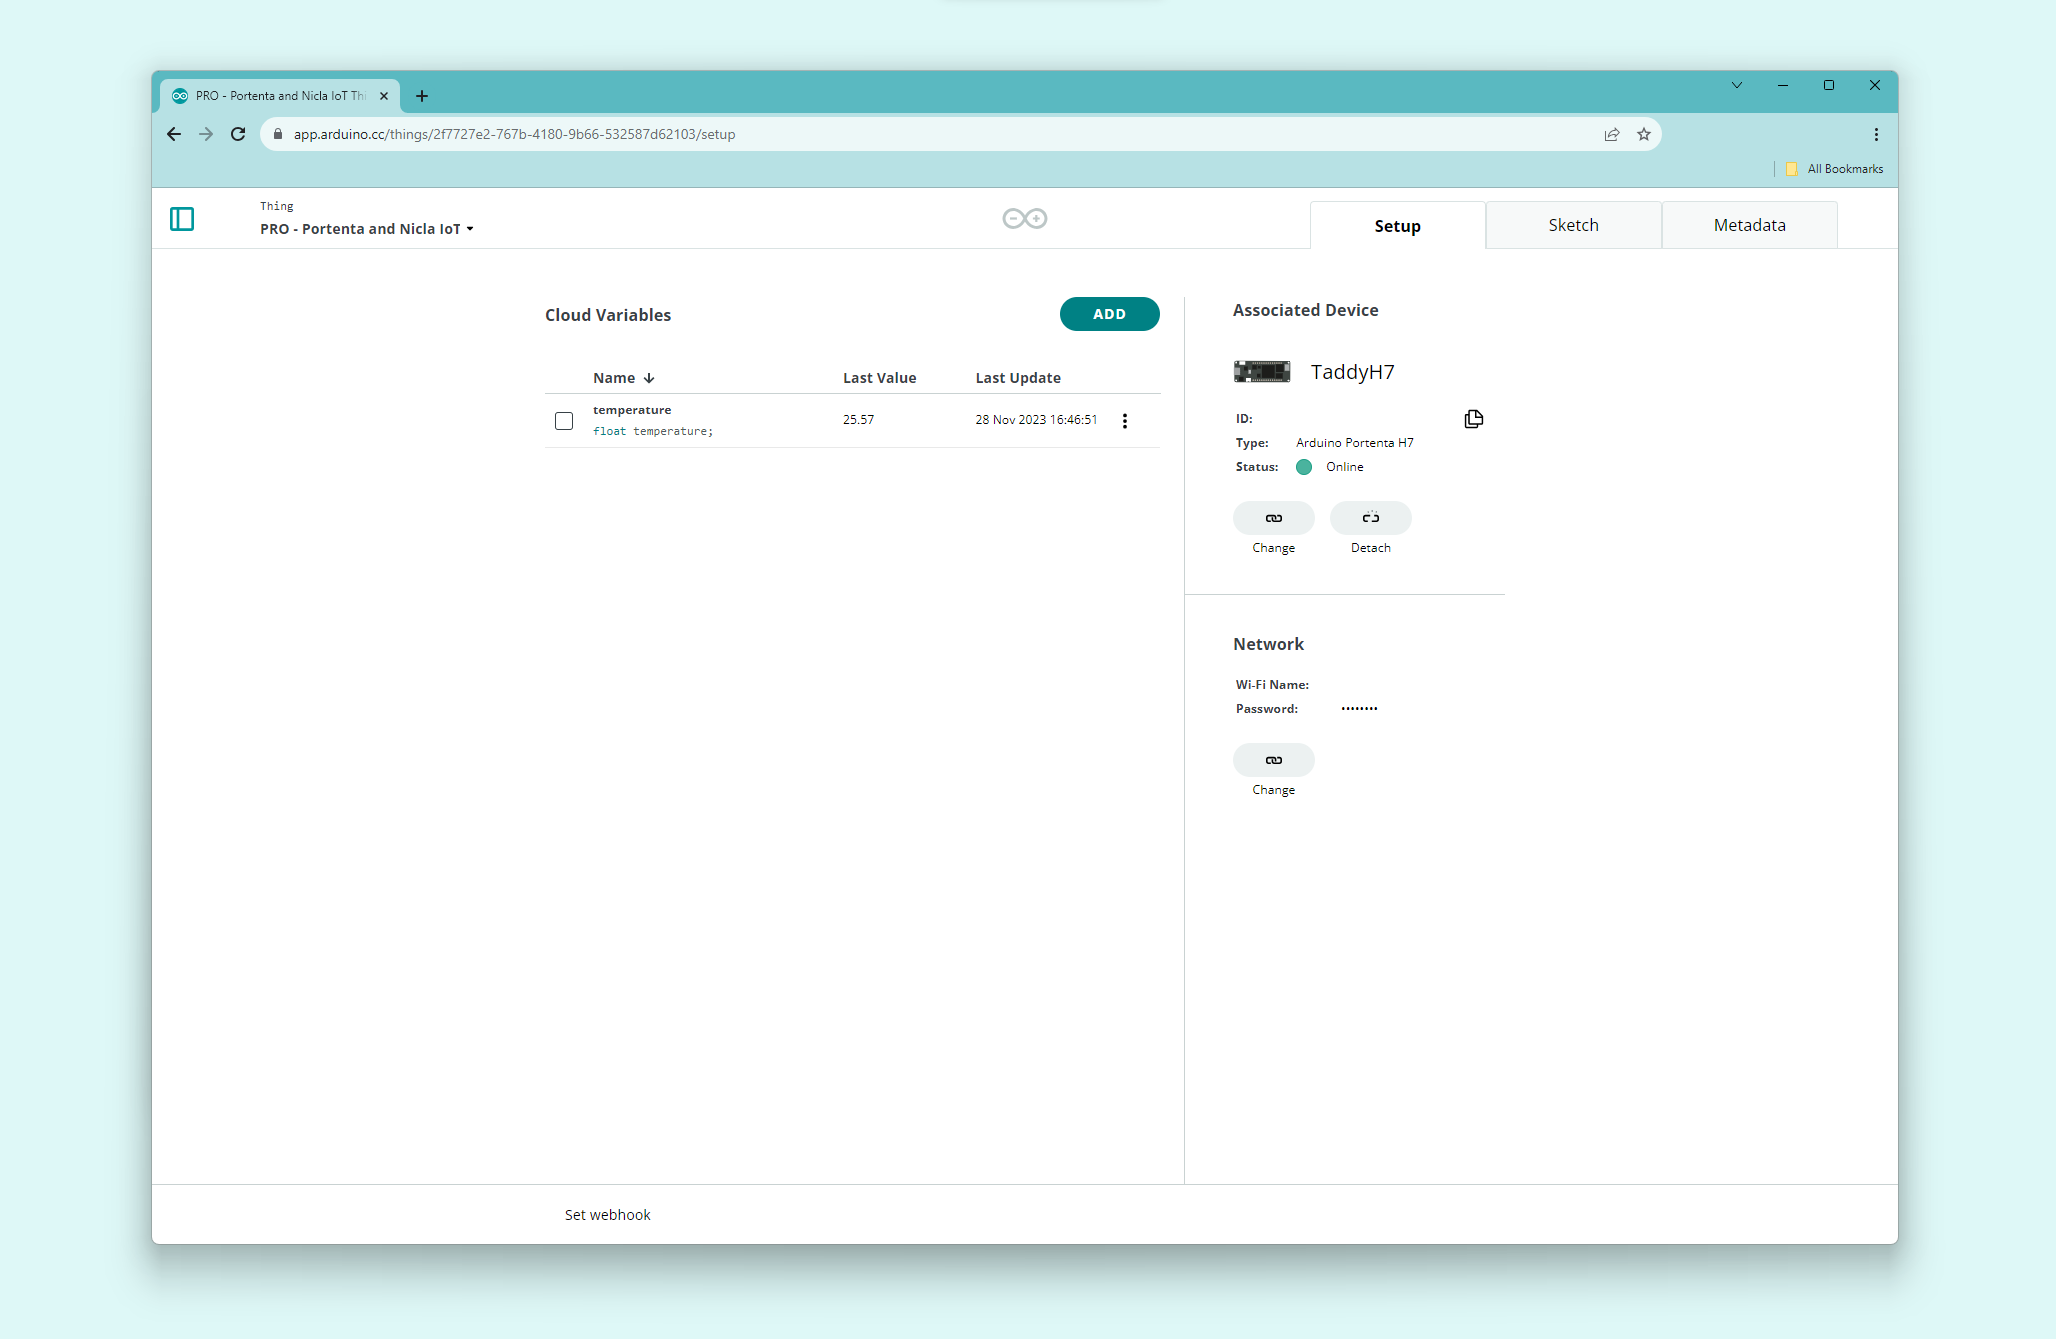 PRO - Portenta and Nicla IoT Thi
app.arduino.cc/things/2f7727e2-767b-4180-9b66-532587d62103/setup
All Bookmarks
Thing
PRO - Portenta and Nicla IoT
Setup
Sketch
Metadata
Cloud Variables
ADD
Name
Last Value
Last Update
temperature
float temperature;
25.57
28 Nov 2023 16:46:51
Associated Device
TaddyH7
ID:
Type: Arduino Portenta H7
Status: Online
Change
Detach
Network
Wi-Fi Name:
Password: ••••••••
Change
Set webhook